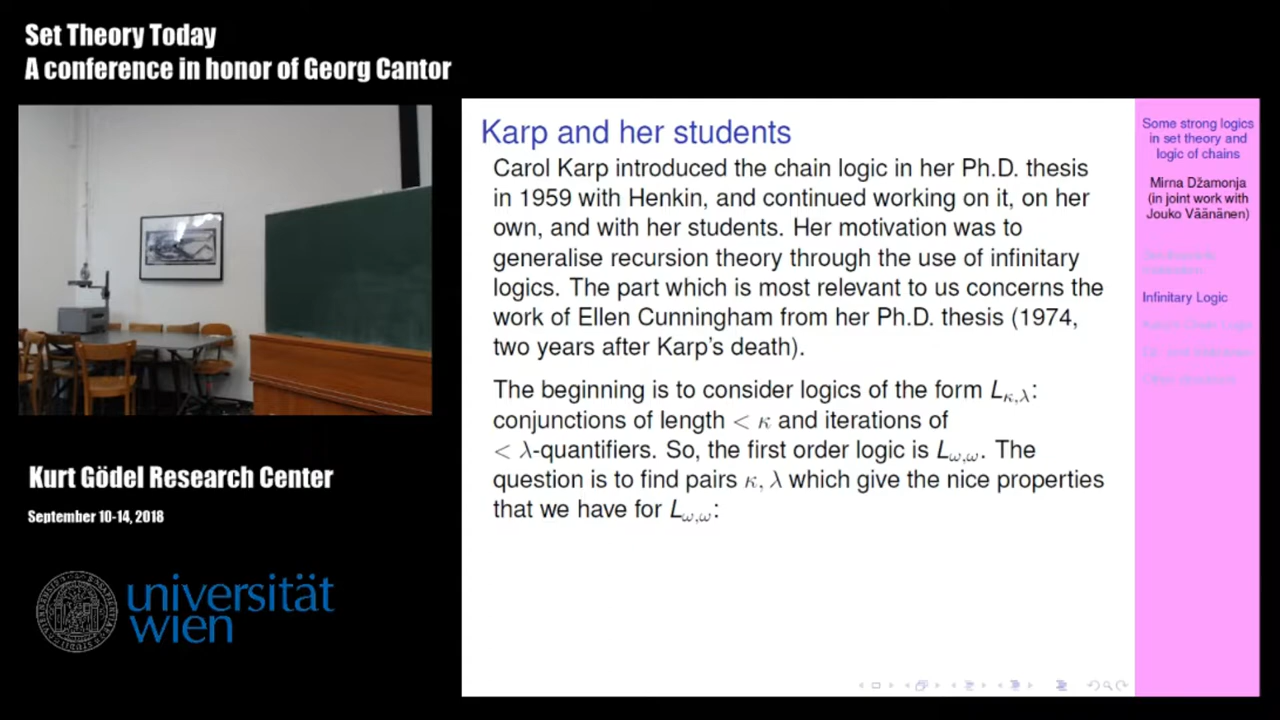 Set Theory Today
A conference in honor of Georg Cantor
Karp and her students
Carol Karp introduced the chain logic in her Ph.D. thesis
in 1959 with Henkin, and continued working on it, on her
own, and with her students. Her motivation was to
generalise recursion theory through the use of infinitary
logics. The part which is most relevant to us concerns the
work of Ellen Cunningham from her Ph.D. thesis (1974,
two years after Karp's death).
The beginning is to consider logics of the form L_{κ,λ}:
conjunctions of length < κ and iterations of
< λ-quantifiers. So, the first order logic is L_{ω,ω}. The
question is to find pairs κ, λ which give the nice properties
that we have for L_{ω,ω}:
Some strong logics
in set theory and
logic of chains
Mirna Džamonja
(in joint work with
Jouko Väänänen)
Infinitary Logic
Kurt Gödel Research Center
September 10-14, 2018
universität
wien